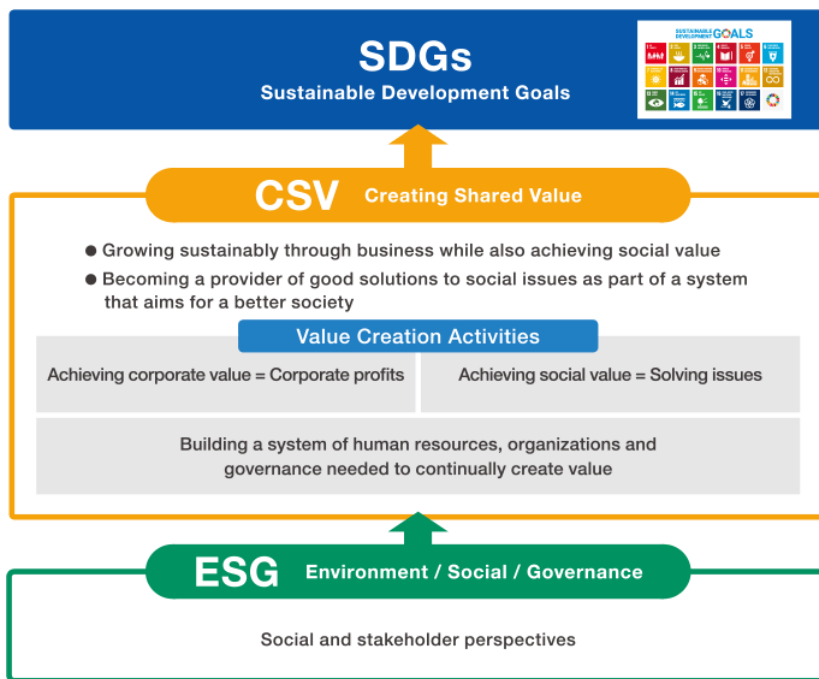 SDGs
Sustainable Development Goals
SUSTAINABLE
DEVELOPMENT GOALS
CSV Creating Shared Value
● Growing sustainably through business while also achieving social value
● Becoming a provider of good solutions to social issues as part of a system
that aims for a better society
Value Creation Activities
Achieving corporate value = Corporate profits
Achieving social value = Solving issues
Building a system of human resources, organizations and
governance needed to continually create value
ESG Environment / Social / Governance
Social and stakeholder perspectives